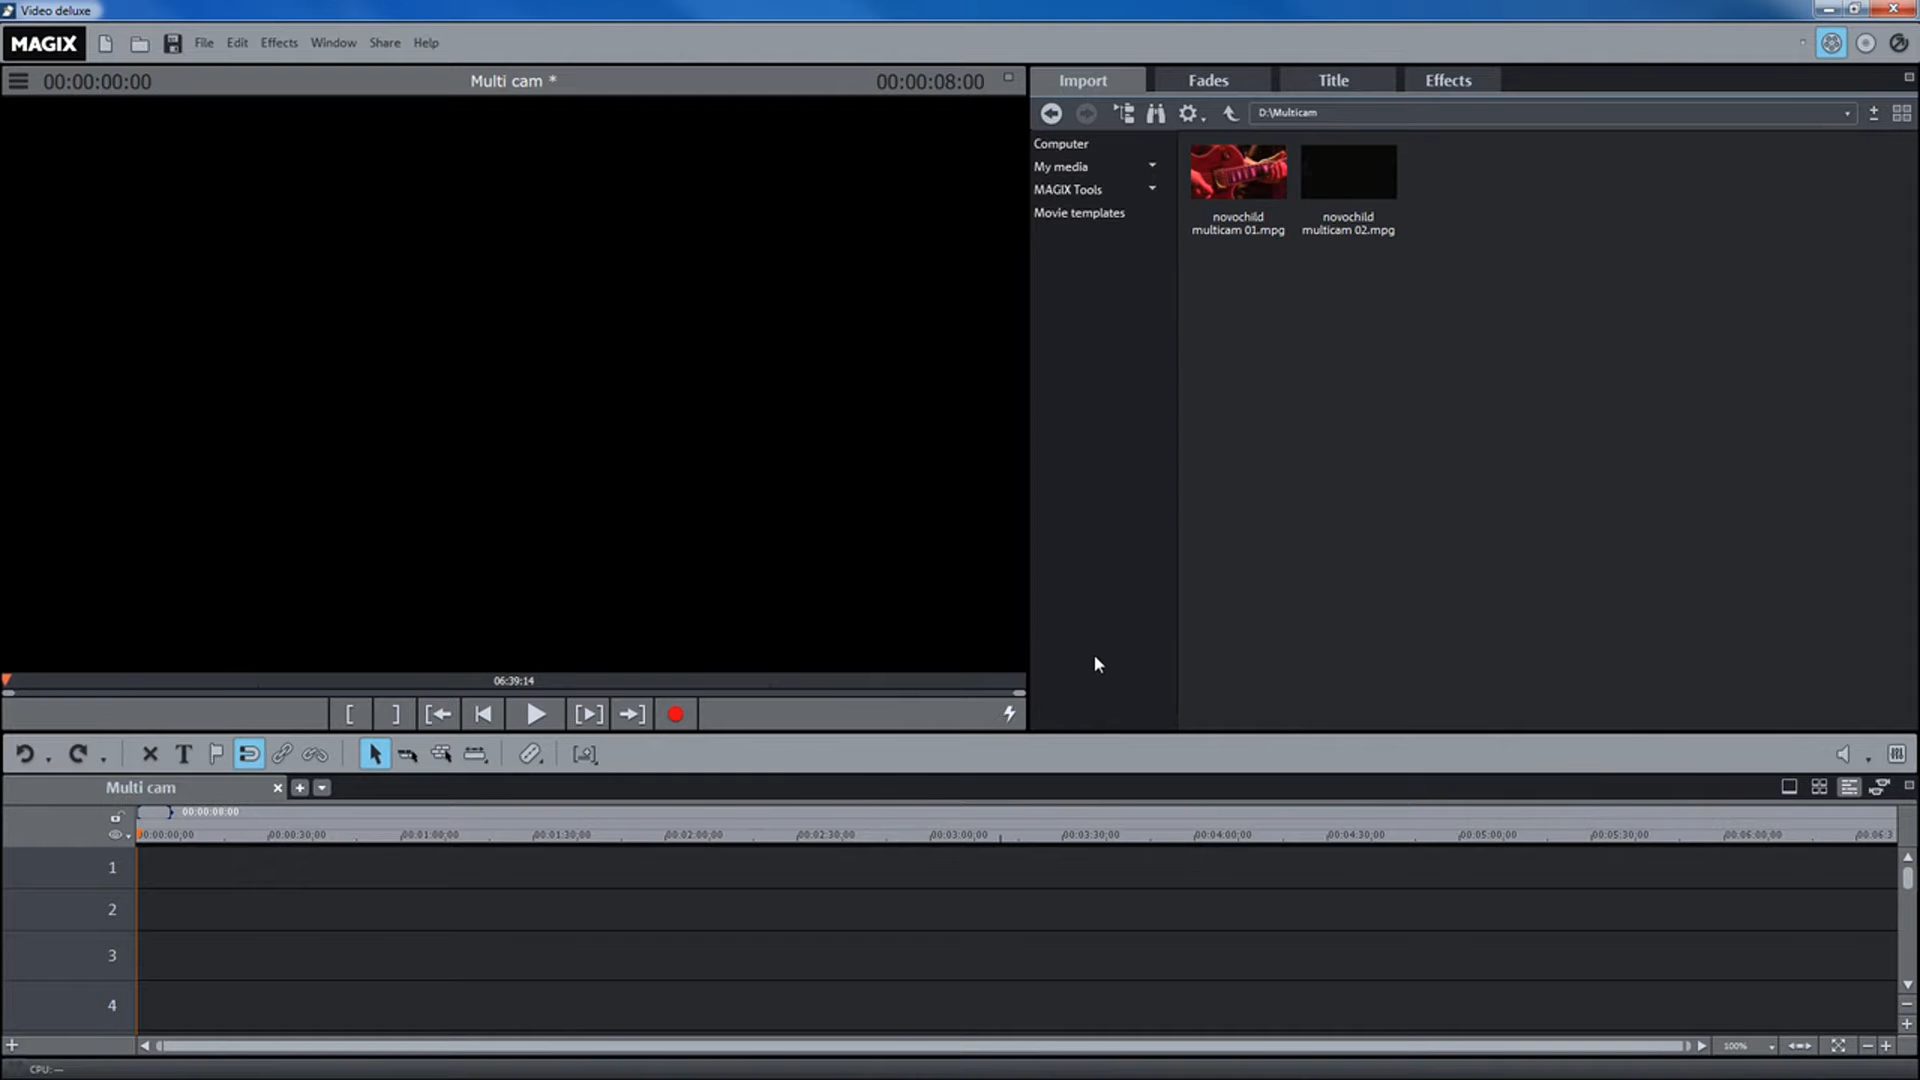 Video deluxe
MAGIX File Edit Effects Window Share Help
00:00:00:00 Multi cam * 00:00:08:00
Import Fades Title Effects
D:\Multicam
Computer
My media
MAGIX Tools
Movie templates
novochild
multicam 01.mpg
novochild
multicam 02.mpg
06:39:14
Multi cam
00:00:08:00
00:00:00;00 00:00:30;00 00:01:00;00 00:01:30;00 00:02:00;00 00:02:30;00 00:03:00;00 00:03:30;00 00:04:00;00 00:04:30;00 00:05:00;00 00:05:30;00 00:06:00;00 00:06:3
1
2
3
4
100%
CPU: —